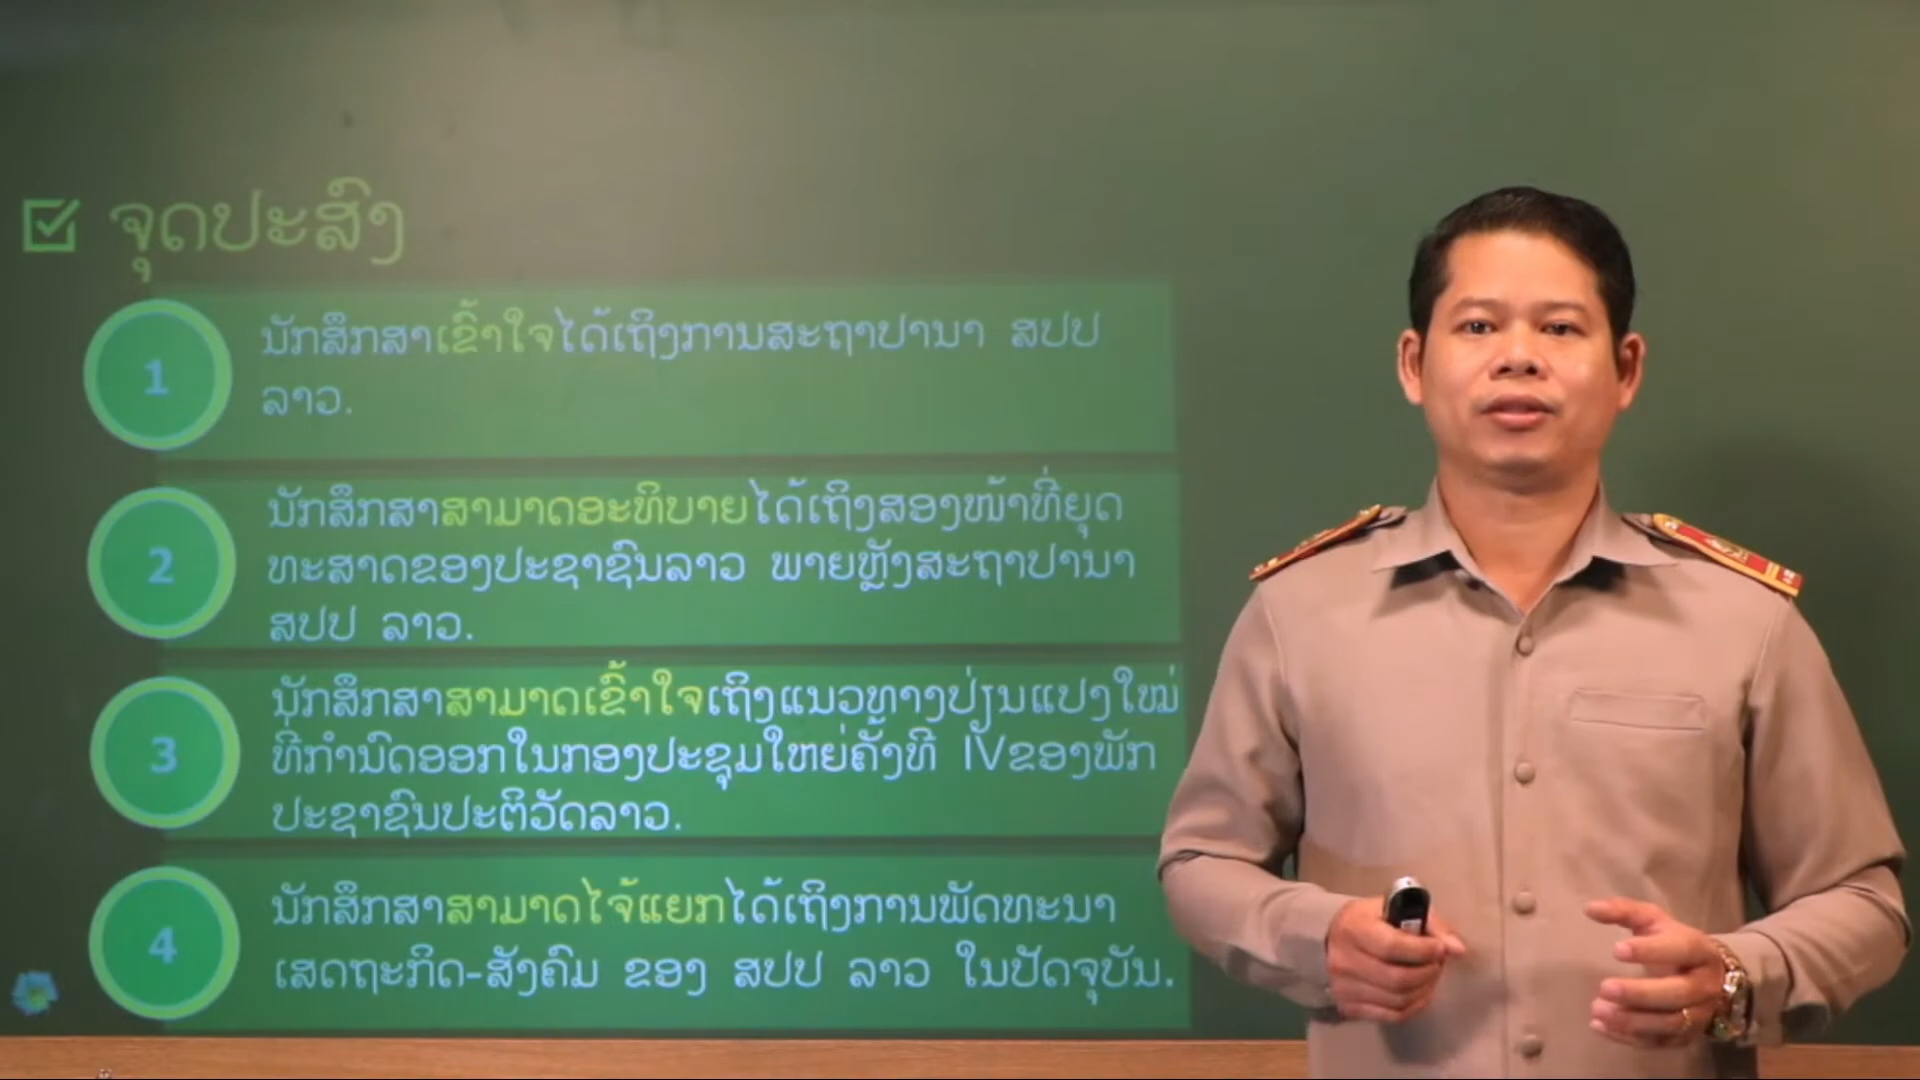 ຈຸດປະສົງ
1
ນັກສຶກສາເຂົ້າໃຈໄດ້ເຖິງການສະຖາປານາ ສປປ
ລາວ.
2
ນັກສຶກສາສາມາດອະທິບາຍໄດ້ເຖິງສອງໜ້າທີ່ຍຸດ
ທະສາດຂອງປະຊາຊົນລາວ ພາຍຫຼັງສະຖາປານາ
ສປປ ລາວ.
3
ນັກສຶກສາສາມາດເຂົ້າໃຈເຖິງແນວທາງປ່ຽນແປງໃໝ່
ທີ່ກຳນົດອອກໃນກອງປະຊຸມໃຫຍ່ຄັ້ງທີ IVຂອງພັກ
ປະຊາຊົນປະຕິວັດລາວ.
4
ນັກສຶກສາສາມາດໄຈ້ແຍກໄດ້ເຖິງການພັດທະນາ
ເສດຖະກິດ-ສັງຄົມ ຂອງ ສປປ ລາວ ໃນປັດຈຸບັນ.